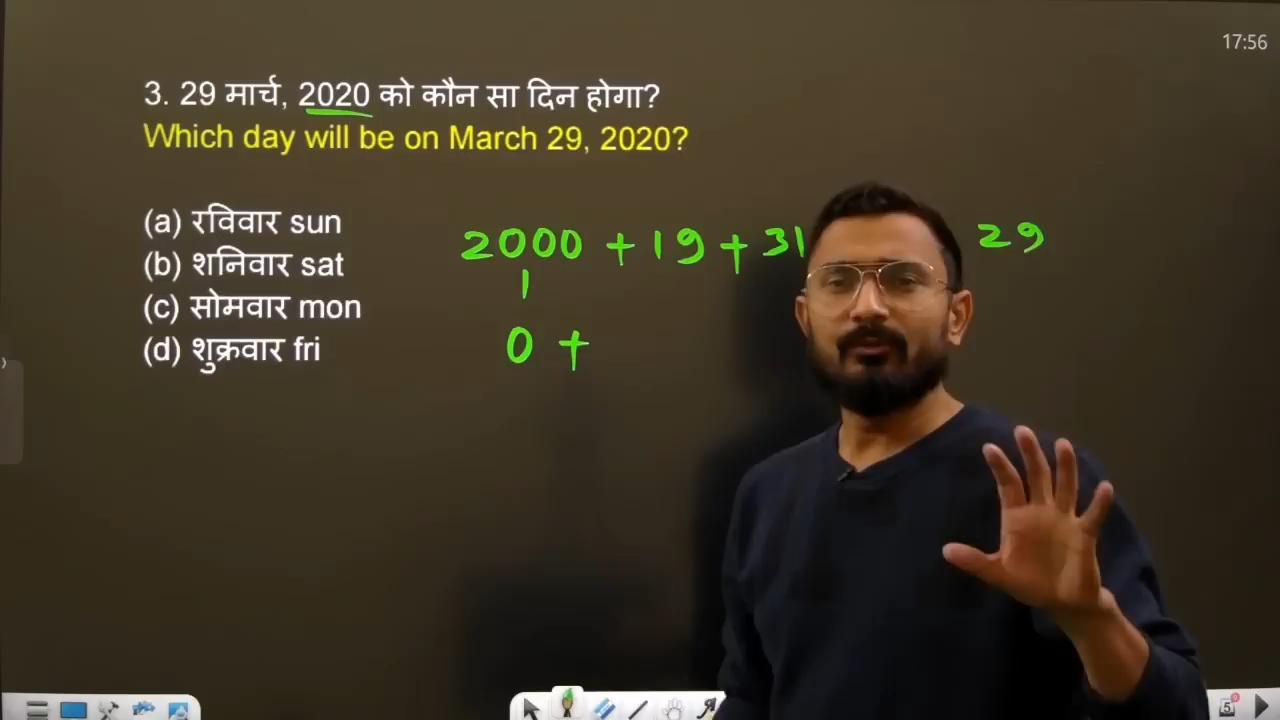 17:56
3. 29 मार्च, 2020 को कौन सा दिन होगा?
Which day will be on March 29, 2020?
(a) रविवार sun
(b) शनिवार sat
(c) सोमवार mon
(d) शुक्रवार fri
2000 + 19 + 31 29
0 +